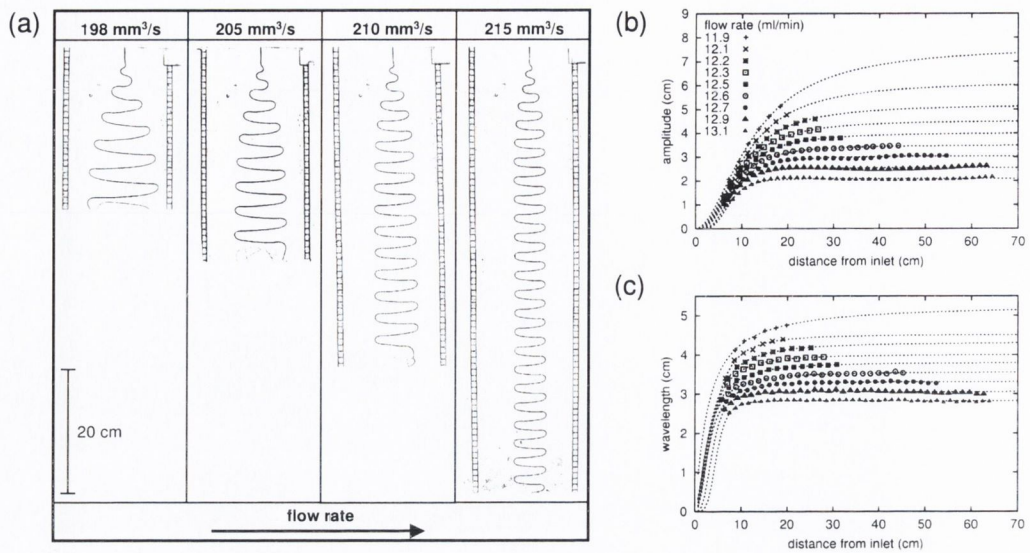 (a)
198 mm³/s 205 mm³/s 210 mm³/s 215 mm³/s
20 cm
flow rate
(b)
9
8
7
6
5
4
3
2
1
0
amplitude (cm)
flow rate (ml/min)
11.9
12.1
12.2
12.3
12.5
12.6
12.7
12.9
13.1
0 10 20 30 40 50 60 70
distance from inlet (cm)
(c)
5
4
3
2
1
0
wavelength (cm)
0 10 20 30 40 50 60 70
distance from inlet (cm)